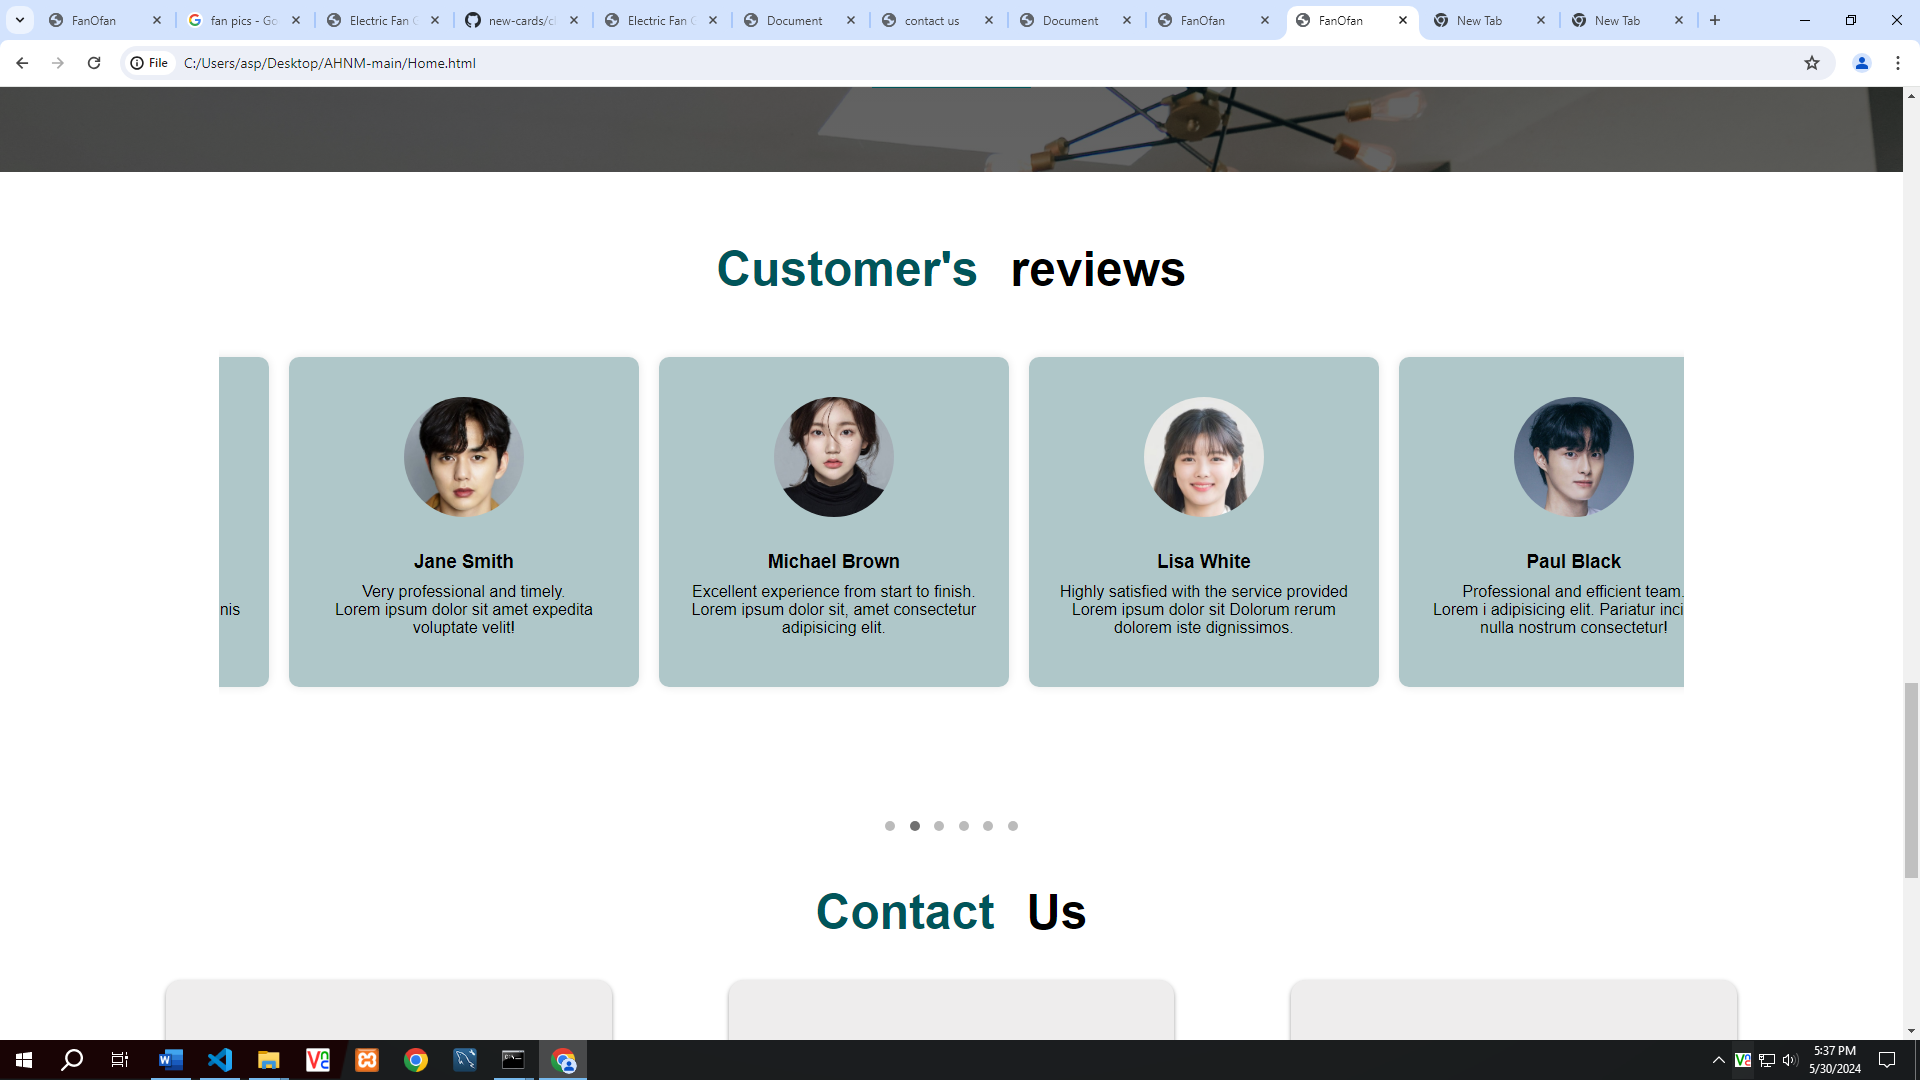 FanOfan
fan pics - Go
Electric Fan
new-cards/c
Electric Fan
Document
contact us
Document
FanOfan
FanOfan
New Tab
New Tab
File
C:/Users/asp/Desktop/AHNM-main/Home.html
Customer's reviews
Jane Smith
Very professional and timely.
nis
Lorem ipsum dolor sit amet expedita
voluptate velit!
Michael Brown
Excellent experience from start to finish.
Lorem ipsum dolor sit, amet consectetur
adipisicing elit.
Lisa White
Highly satisfied with the service provided
Lorem ipsum dolor sit Dolorum rerum
dolorem iste dignissimos.
Paul Black
Professional and efficient team.
Lorem i adipisicing elit. Pariatur inci
nulla nostrum consectetur!
Contact Us
5:37 PM
5/30/2024